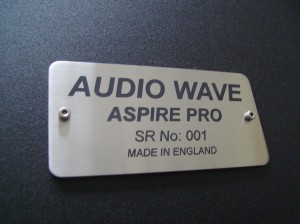 AUDIO WAVE
ASPIRE PRO
SR No: 001
MADE IN ENGLAND